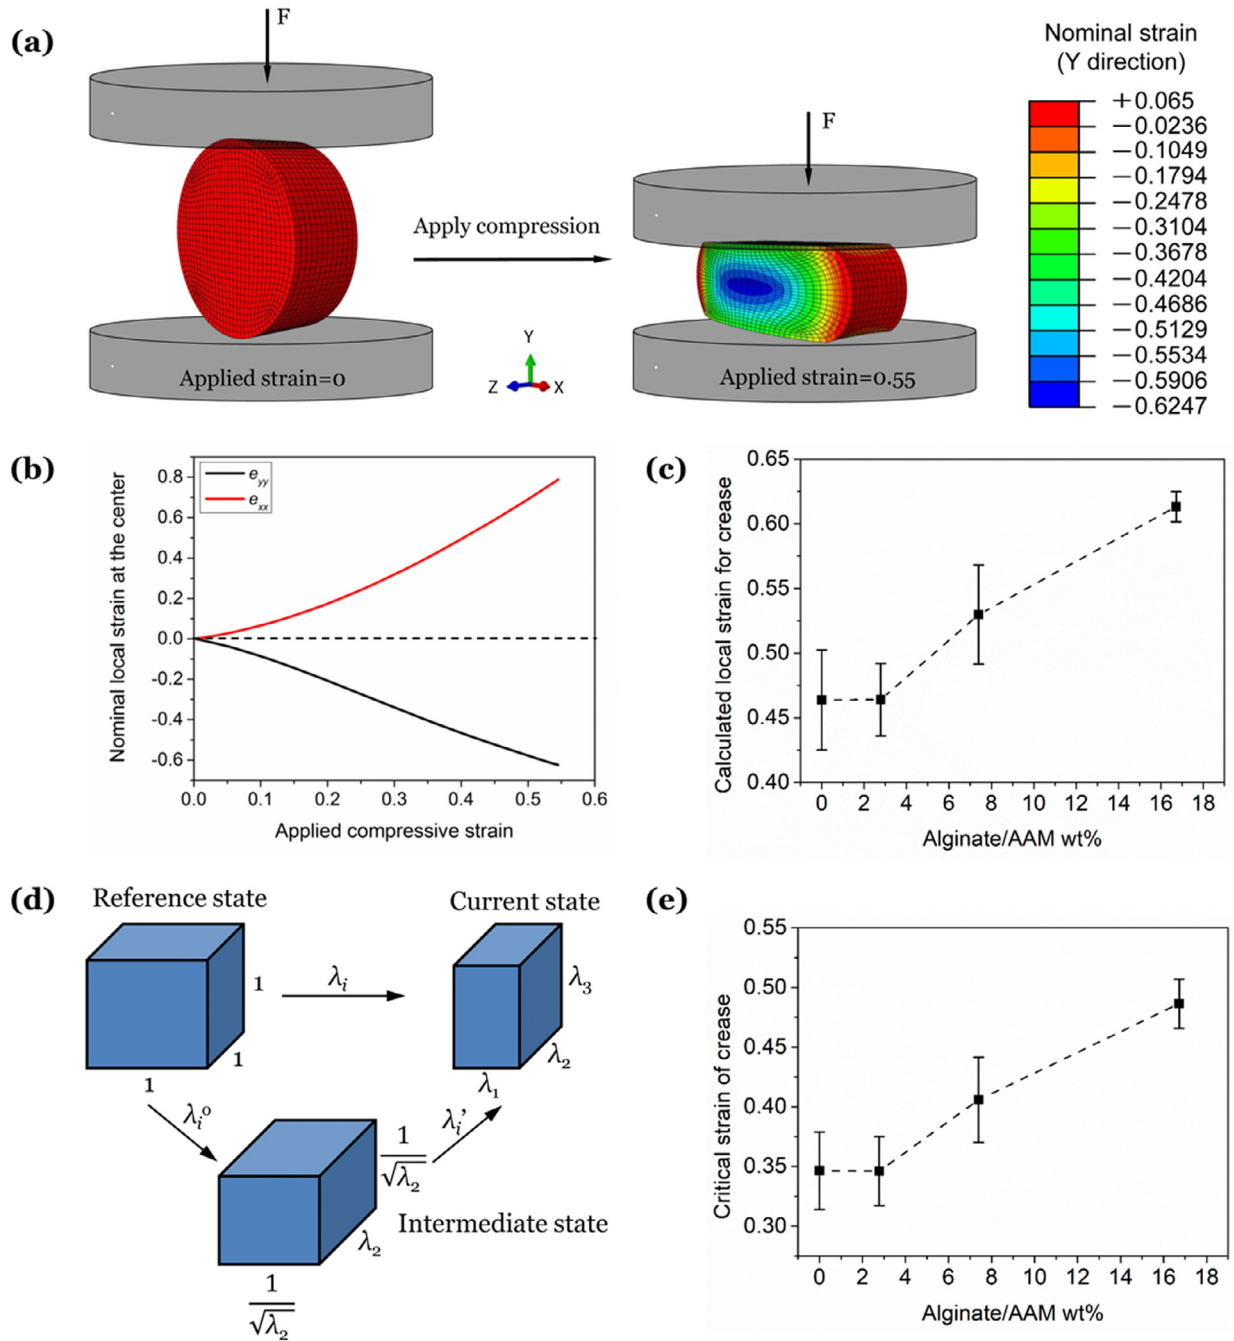 (a)
F
Nominal strain
(Y direction)
+0.065
−0.0236
−0.1049
−0.1794
−0.2478
−0.3104
−0.3678
−0.4204
−0.4686
−0.5129
−0.5534
−0.5906
−0.6247
F
Apply compression
Y
Z
X
Applied strain=0
Applied strain=0.55
(b)
Nominal local strain at the center
0.8
0.6
0.4
0.2
0.0
-0.2
-0.4
-0.6
e_yy
e_xx
0.0 0.1 0.2 0.3 0.4 0.5 0.6
Applied compressive strain
(c)
Calculated local strain for crease
0.65
0.60
0.55
0.50
0.45
0.40
0 2 4 6 8 10 12 14 16 18
Alginate/AAM wt%
(d)
Reference state
Current state
1
1
1
λ_i
λ_3
λ_2
λ_1
λ_i^o
λ_i'
1/√λ_2
λ_2
Intermediate state
1/√λ_2
(e)
Critical strain of crease
0.55
0.50
0.45
0.40
0.35
0.30
0 2 4 6 8 10 12 14 16 18
Alginate/AAM wt%